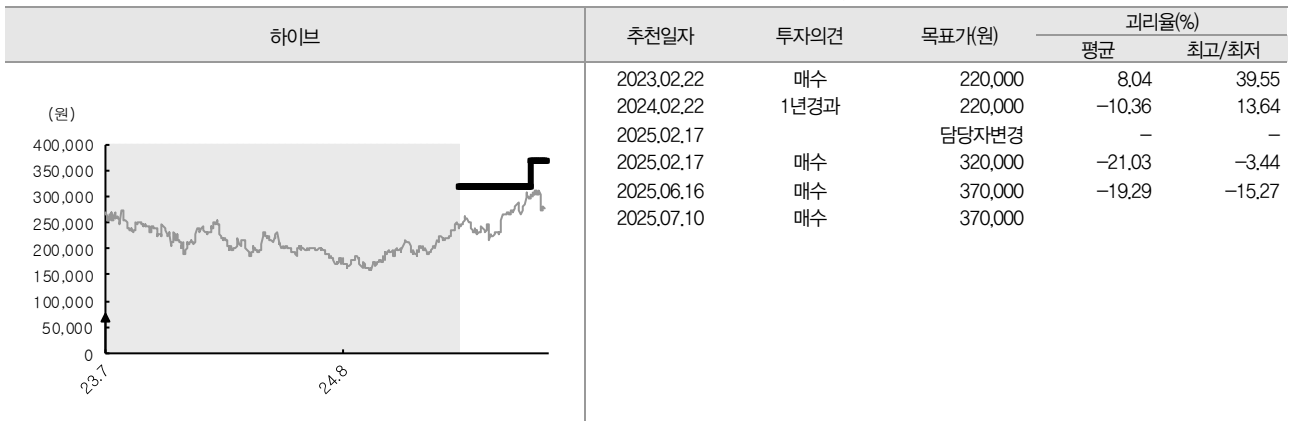 하이브 추천일자 투자의견 목표가(원) 괴리율(%)
평균 최고/최저
2023.02.22 매수 220,000 8.04 39.55
2024.02.22 1년경과 220,000 -10.36 13.64
2025.02.17 담당자변경 - -
2025.02.17 매수 320,000 -21.03 -3.44
2025.06.16 매수 370,000 -19.29 -15.27
2025.07.10 매수 370,000
(원)
400,000
350,000
300,000
250,000
200,000
150,000
100,000
50,000
0
23.7 24.8